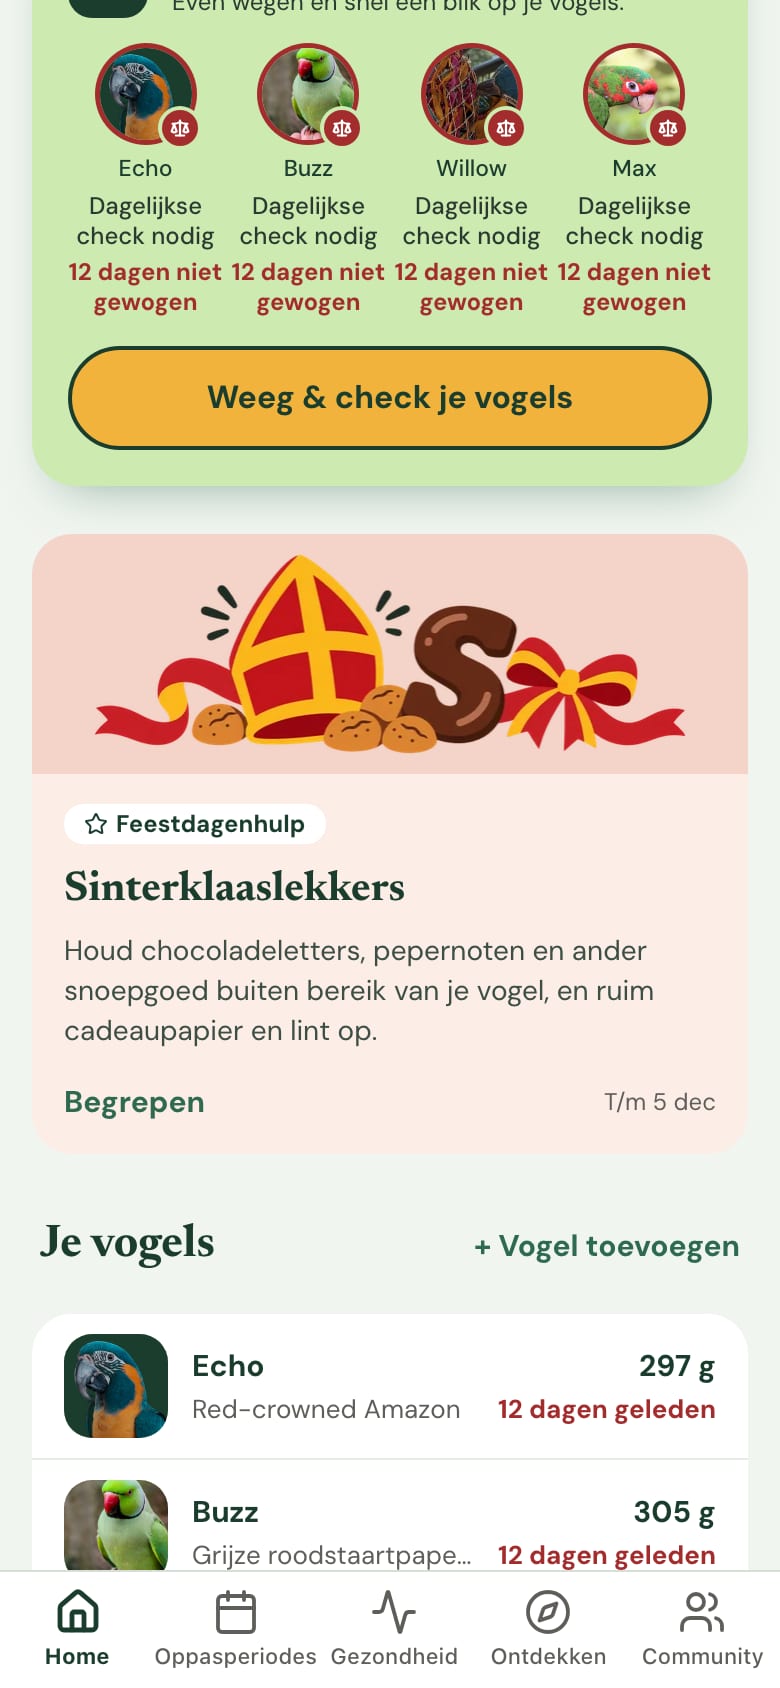 Even wegen en snel een blik op je vogels.
Echo
Buzz
Willow
Max
Dagelijkse check nodig
Dagelijkse check nodig
Dagelijkse check nodig
Dagelijkse check nodig
12 dagen niet gewogen
12 dagen niet gewogen
12 dagen niet gewogen
12 dagen niet gewogen
Weeg & check je vogels
S
Feestdagenhulp
Sinterklaaslekkers
Houd chocoladeletters, pepernoten en ander
snoepgoed buiten bereik van je vogel, en ruim
cadeaupapier en lint op.
Begrepen
T/m 5 dec
Je vogels
+ Vogel toevoegen
Echo
297 g
Red-crowned Amazon
12 dagen geleden
Buzz
305 g
Grijze roodstaartpape...
12 dagen geleden
Home
Oppasperiodes
Gezondheid
Ontdekken
Community